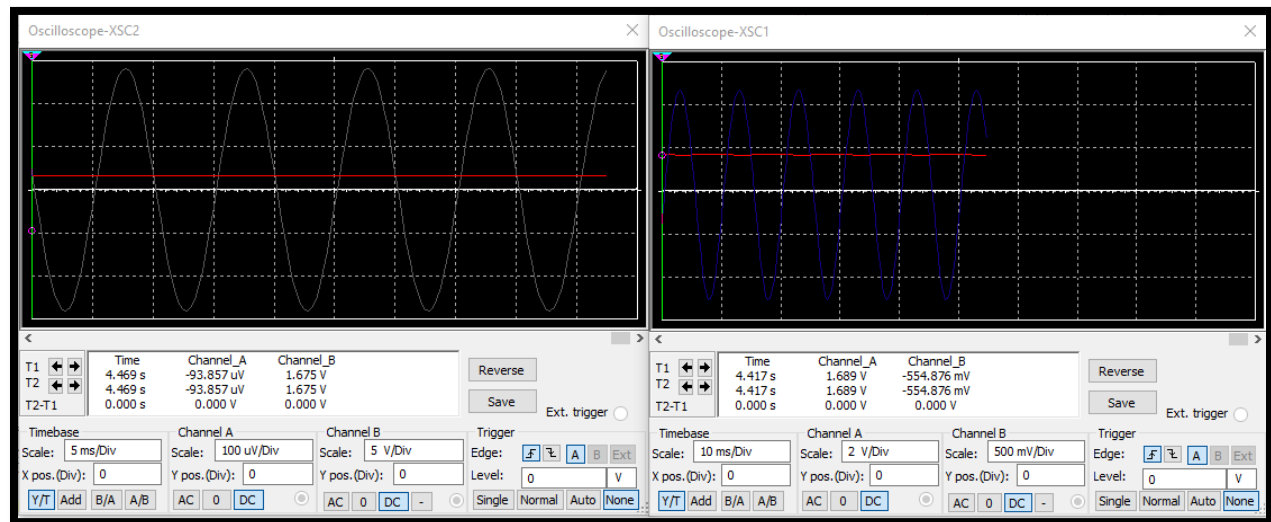 Oscilloscope-XSC2
Time Channel_A Channel_B
T1 4.469 s -93.857 uV 1.675 V
T2 4.469 s -93.857 uV 1.675 V
T2-T1 0.000 s 0.000 V 0.000 V
Reverse
Save
Ext. trigger
Timebase Channel A Channel B Trigger
Scale: 5 ms/Div Scale: 100 uV/Div Scale: 5 V/Div Edge: A B Ext
X pos.(Div): 0 Y pos.(Div): 0 Y pos.(Div): 0 Level: 0 V
Y/T Add B/A A/B AC 0 DC AC 0 DC - Single Normal Auto None
Oscilloscope-XSC1
Time Channel_A Channel_B
T1 4.417 s 1.689 V -554.876 mV
T2 4.417 s 1.689 V -554.876 mV
T2-T1 0.000 s 0.000 V 0.000 V
Reverse
Save
Ext. trigger
Timebase Channel A Channel B Trigger
Scale: 10 ms/Div Scale: 2 V/Div Scale: 500 mV/Div Edge: A B Ext
X pos.(Div): 0 Y pos.(Div): 0 Y pos.(Div): 0 Level: 0 V
Y/T Add B/A A/B AC 0 DC AC 0 DC - Single Normal Auto None